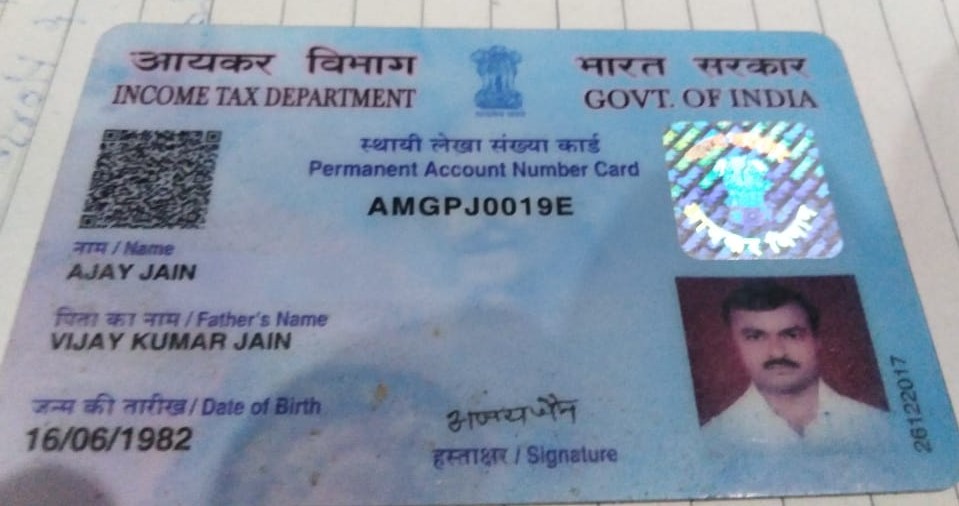 आयकर विभाग
INCOME TAX DEPARTMENT
भारत सरकार
GOVT. OF INDIA
स्थायी लेखा संख्या कार्ड
Permanent Account Number Card
AMGPJ0019E
नाम / Name
AJAY JAIN
पिता का नाम / Father's Name
VIJAY KUMAR JAIN
जन्म की तारीख / Date of Birth
16/06/1982
अजय जैन
हस्ताक्षर / Signature
26122017